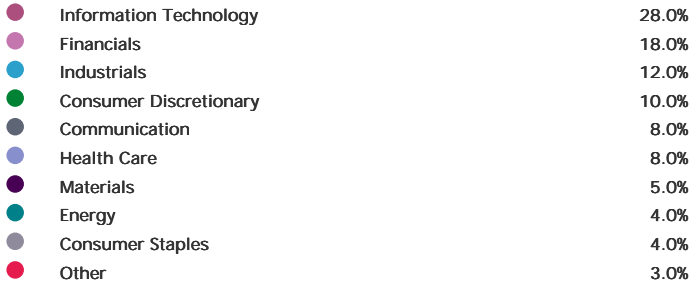 Information Technology 28.0%
Financials 18.0%
Industrials 12.0%
Consumer Discretionary 10.0%
Communication 8.0%
Health Care 8.0%
Materials 5.0%
Energy 4.0%
Consumer Staples 4.0%
Other 3.0%